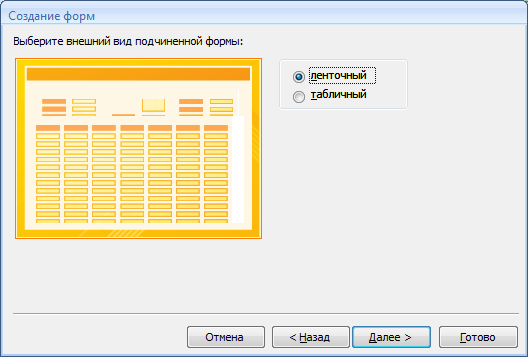 Создание форм
Выберите внешний вид подчиненной формы:
ленточный
табличный
Отмена
< Назад
Далее >
Готово